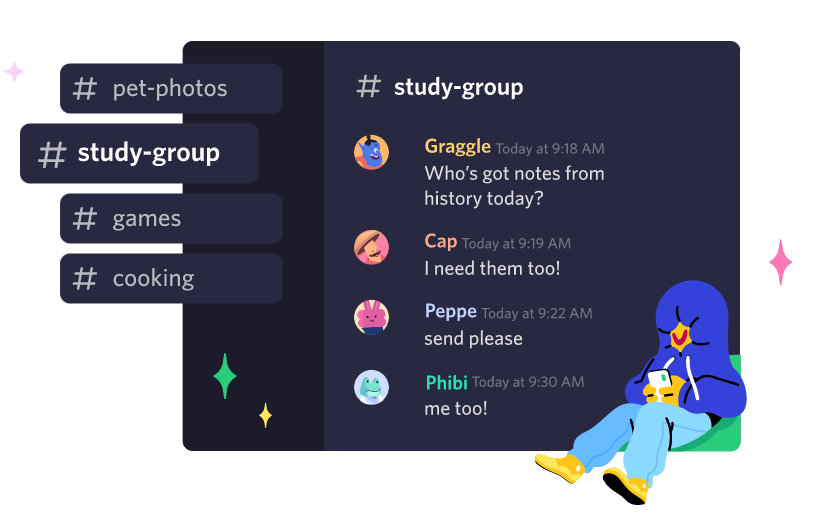 # pet-photos
# study-group
# games
# cooking
# study-group
Graggle Today at 9:18 AM
Who's got notes from
history today?
Cap Today at 9:19 AM
I need them too!
Peppe Today at 9:22 AM
send please
Phibi Today at 9:30 AM
me too!